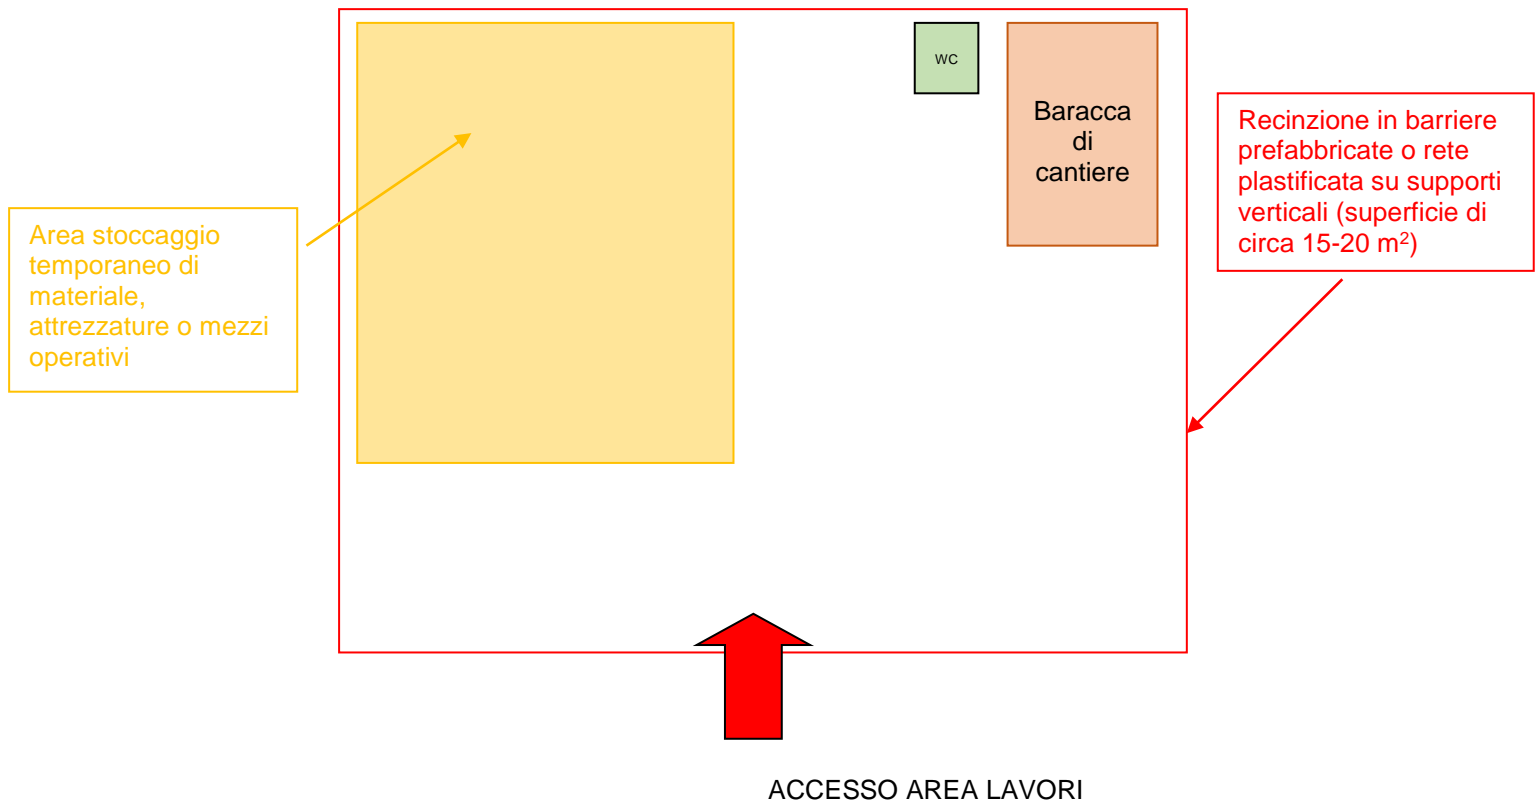 WC
Baracca
di
cantiere
Recinzione in barriere
prefabbricate o rete
plastificata su supporti
verticali (superficie di
circa 15-20 m²)
Area stoccaggio
temporaneo di
materiale,
attrezzature o mezzi
operativi
ACCESSO AREA LAVORI